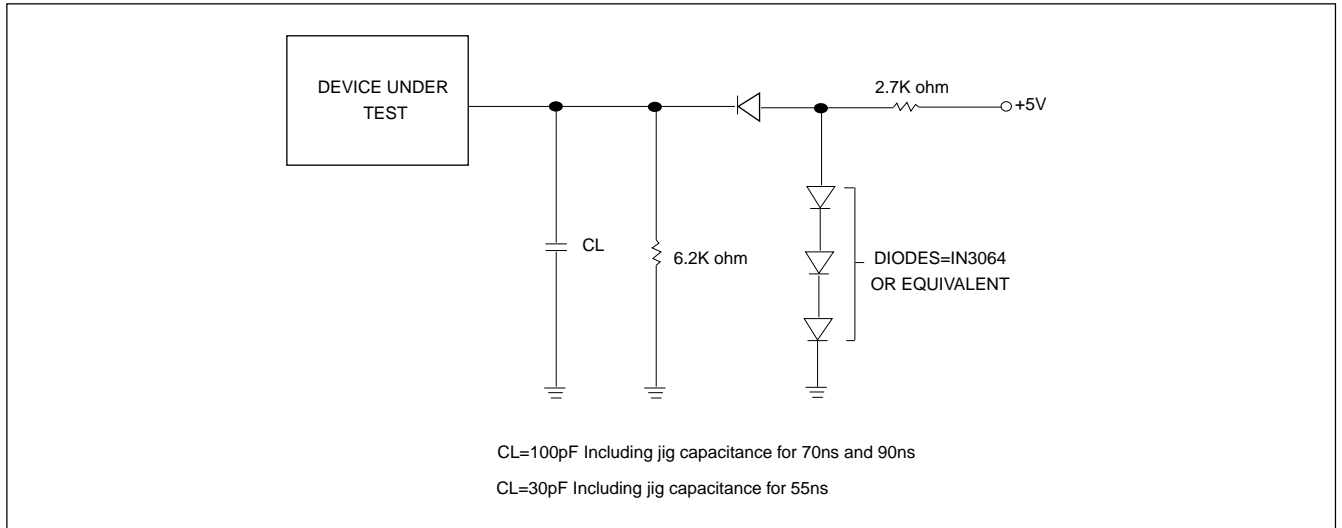 DEVICE UNDER
TEST
2.7K ohm
+5V
CL
6.2K ohm
DIODES=IN3064
OR EQUIVALENT
CL=100pF Including jig capacitance for 70ns and 90ns
CL=30pF Including jig capacitance for 55ns